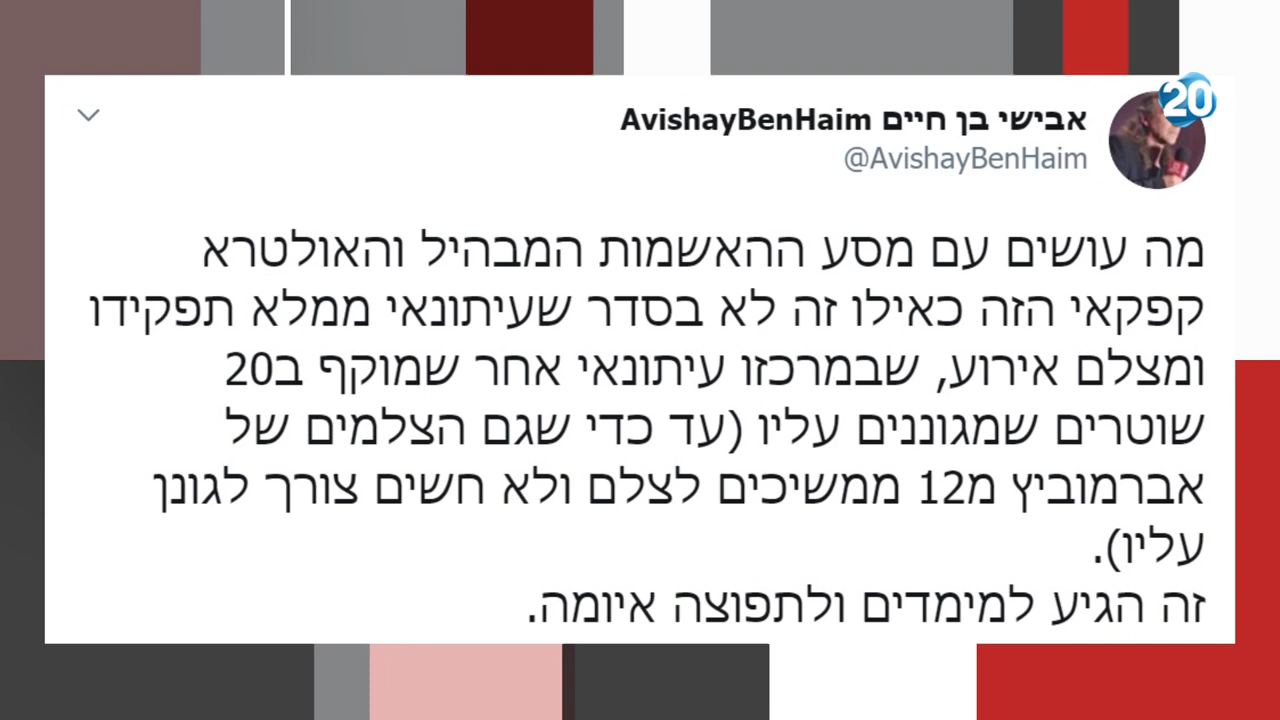 20
אבישי בן חיים AvishayBenHaim
@AvishayBenHaim
מה עושים עם מסע ההאשמות המבהיל והאולטרא
קפקאי הזה כאילו זה לא בסדר שעיתונאי ממלא תפקידו
ומצלם אירוע, שבמרכזו עיתונאי אחר שמוקף ב20
שוטרים שמגוננים עליו (עד כדי שגם הצלמים של
אברמוביץ מ12 ממשיכים לצלם ולא חשים צורך לגונן
עליו).
זה הגיע למימדים ולתפוצה איומה.